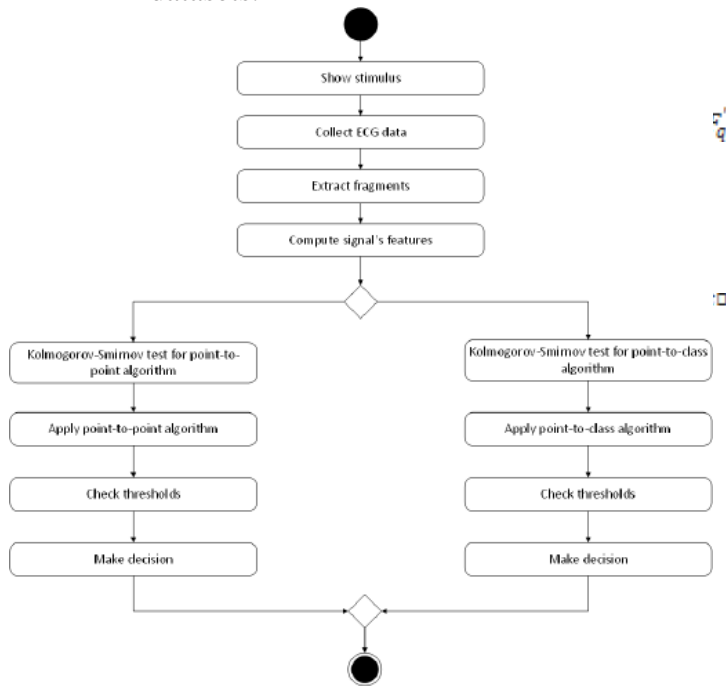 Show stimulus
Collect ECG data
Extract fragments
Compute signal's features
Kolmogorov-Smirnov test for point-to-
point algorithm
Apply point-to-point algorithm
Check thresholds
Make decision
Kolmogorov-Smirnov test for point-to-class
algorithm
Apply point-to-class algorithm
Check thresholds
Make decision